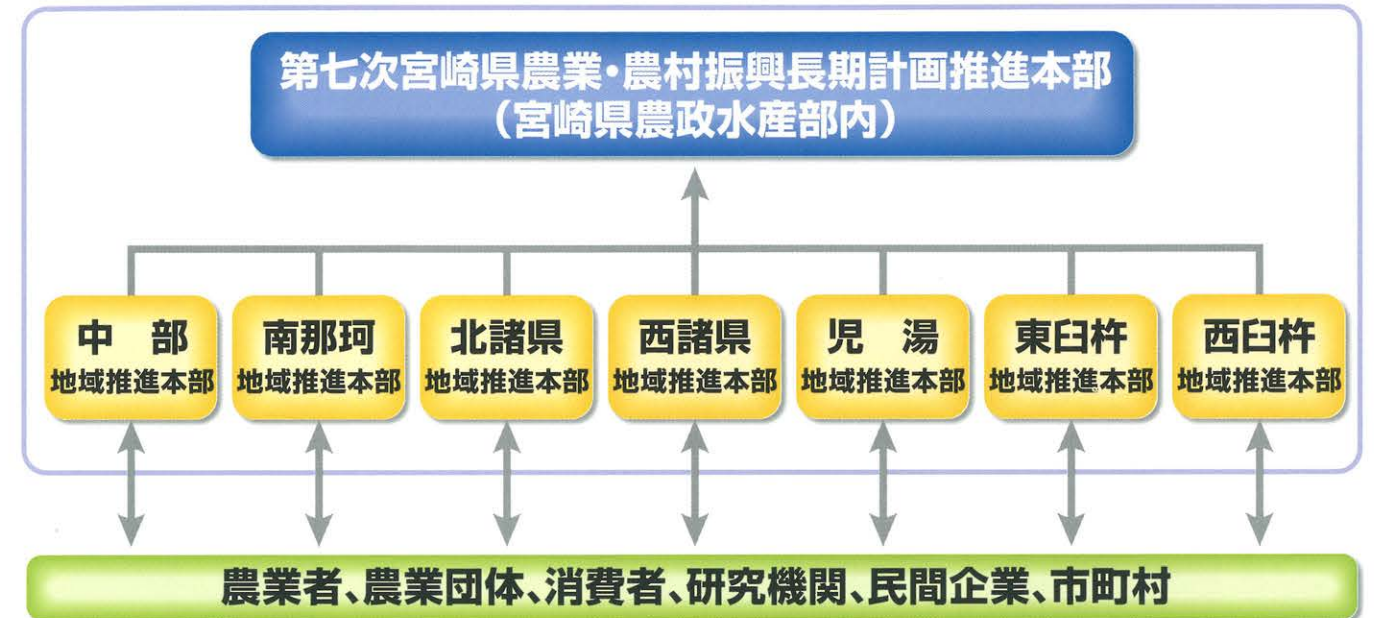 第七次宮崎県農業・農村振興長期計画推進本部
（宮崎県農政水産部内）
中　部
地域推進本部
南那珂
地域推進本部
北諸県
地域推進本部
西諸県
地域推進本部
児　湯
地域推進本部
東臼杵
地域推進本部
西臼杵
地域推進本部
農業者、農業団体、消費者、研究機関、民間企業、市町村